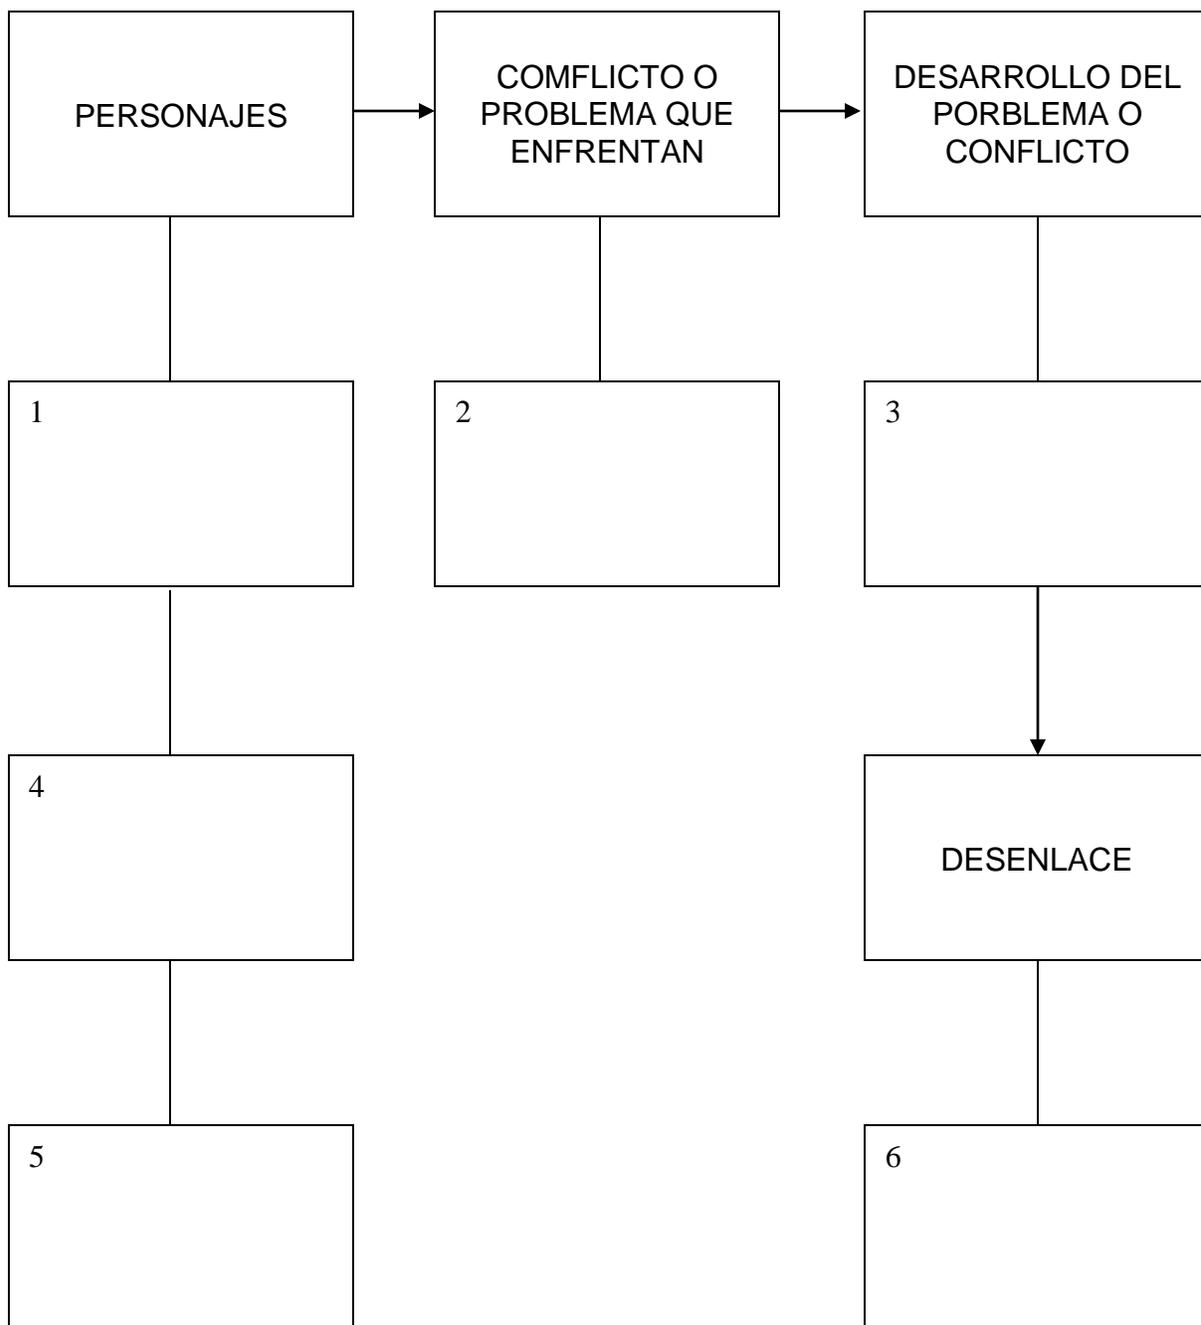 PERSONAJES
COMFLICTO O
PROBLEMA QUE
ENFRENTAN
DESARROLLO DEL
PORBLEMA O
CONFLICTO
1
2
3
4
DESENLACE
5
6